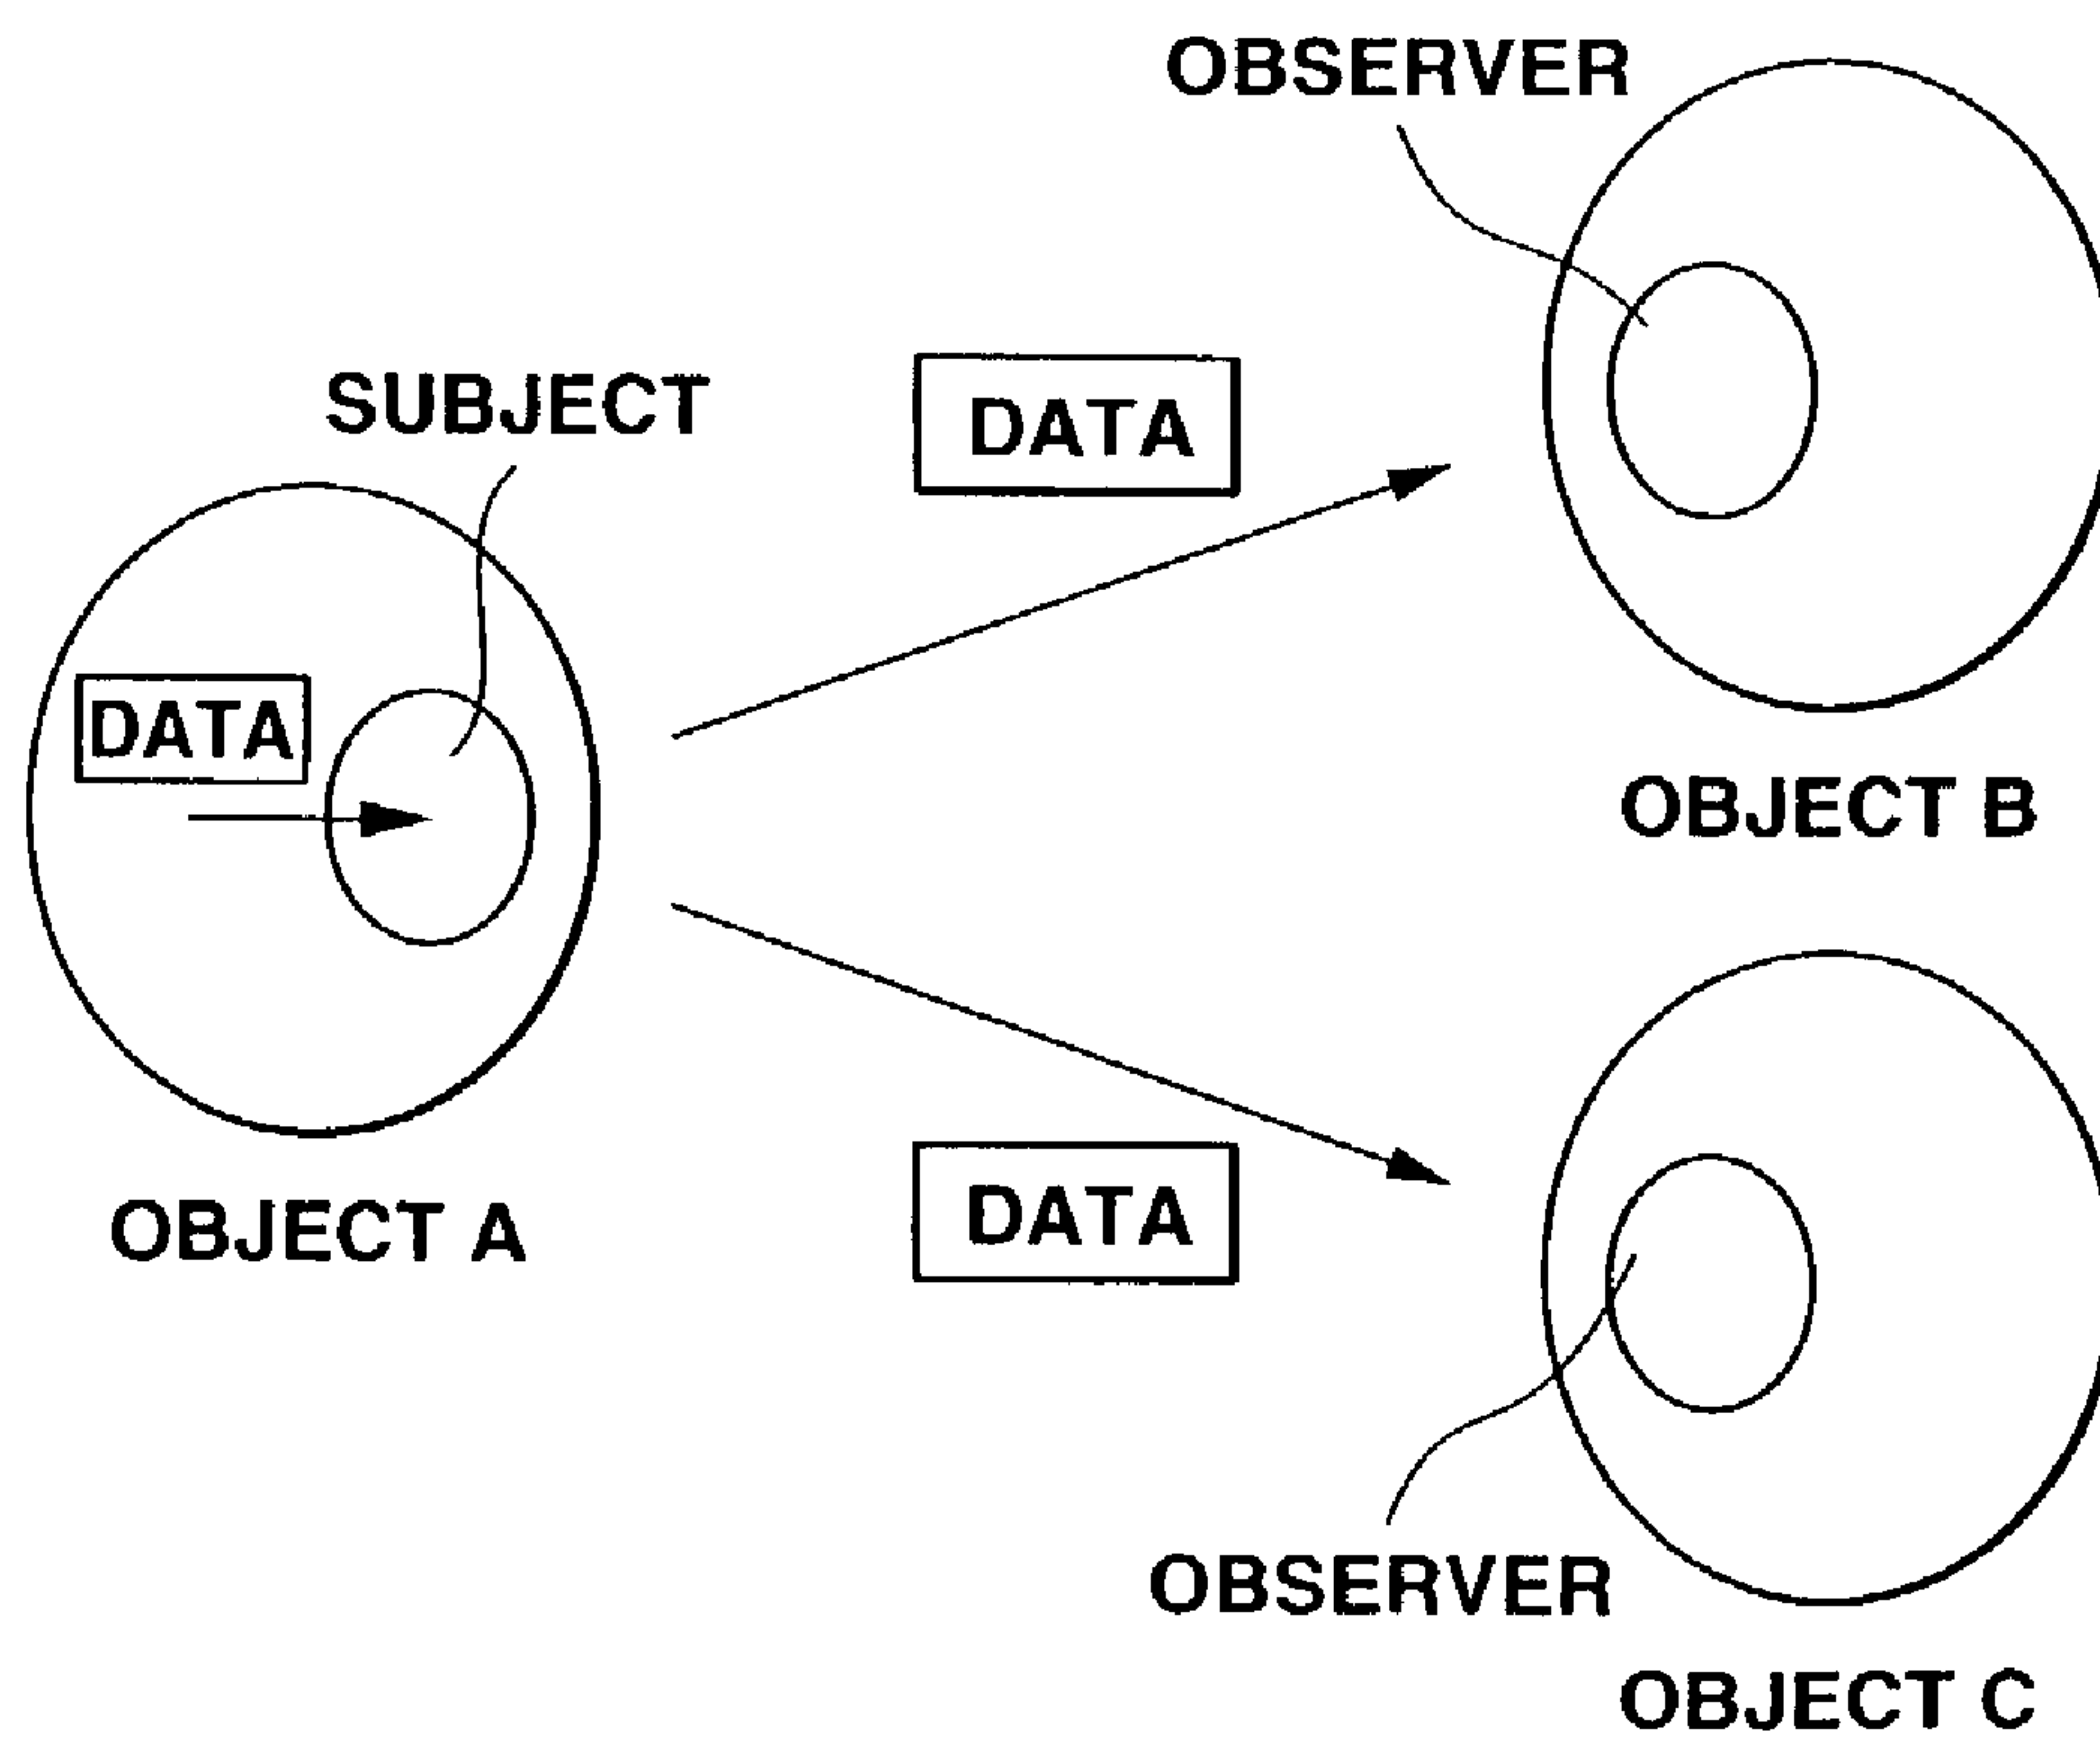 OBSERVER
SUBJECT
DATA
DATA
OBJECT B
OBJECT A
DATA
OBSERVER
OBJECT C